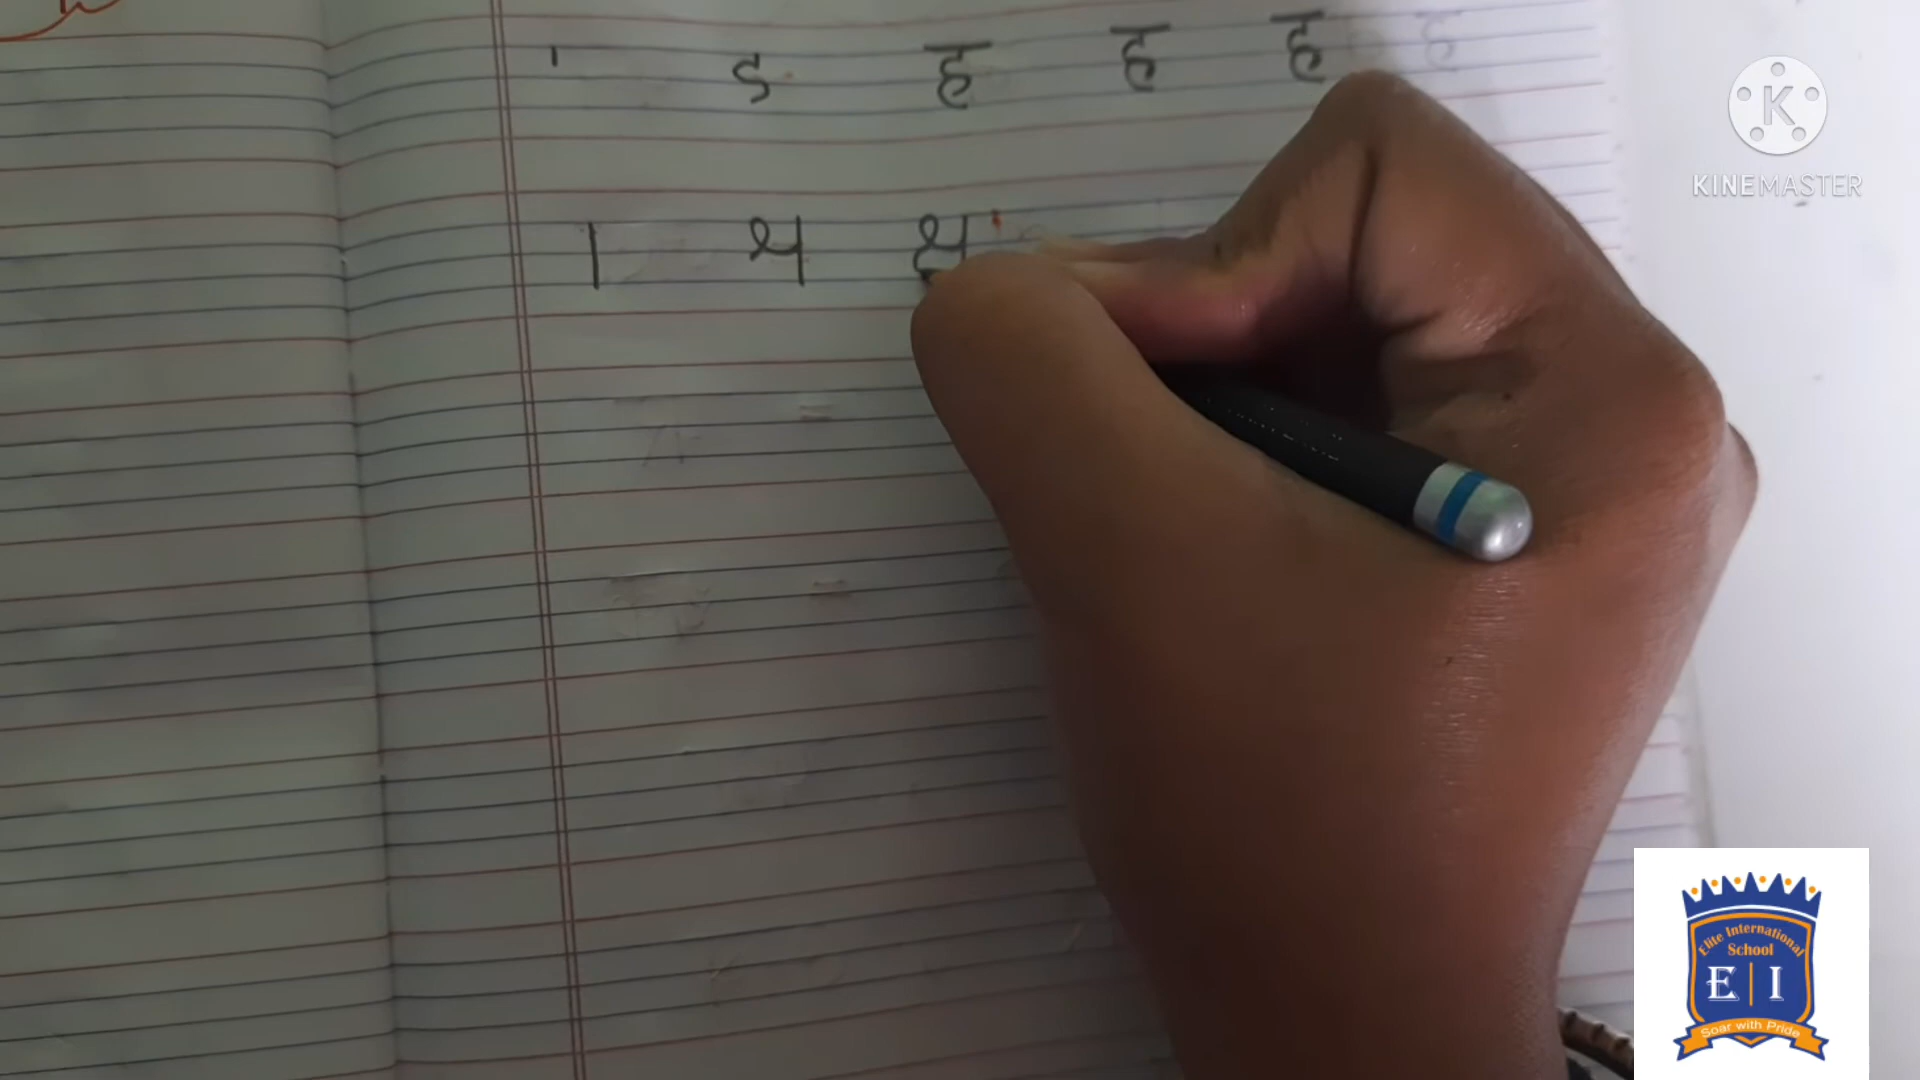 ' ऽ ह ह ह ह
। थ क्ष
KINEMASTER
K
Elite International
School
E I
Soar with Pride